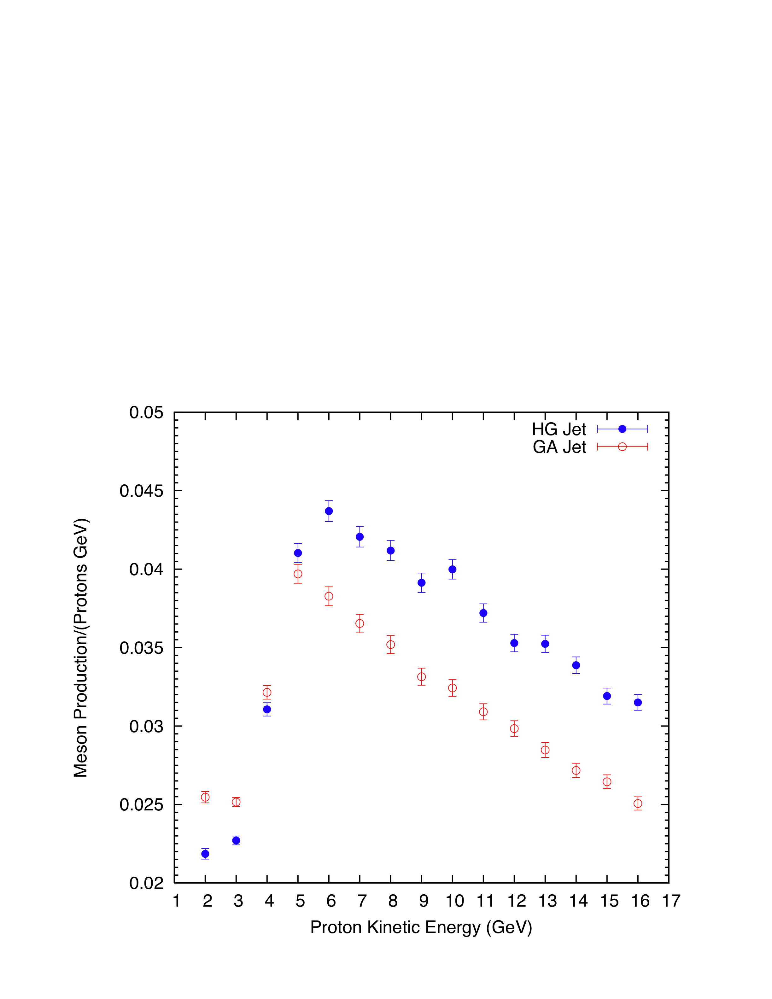 0.05
0.045
0.04
0.035
0.03
0.025
0.02
HG Jet
GA Jet
Meson Production/(Protons GeV)
1 2 3 4 5 6 7 8 9 10 11 12 13 14 15 16 17
Proton Kinetic Energy (GeV)